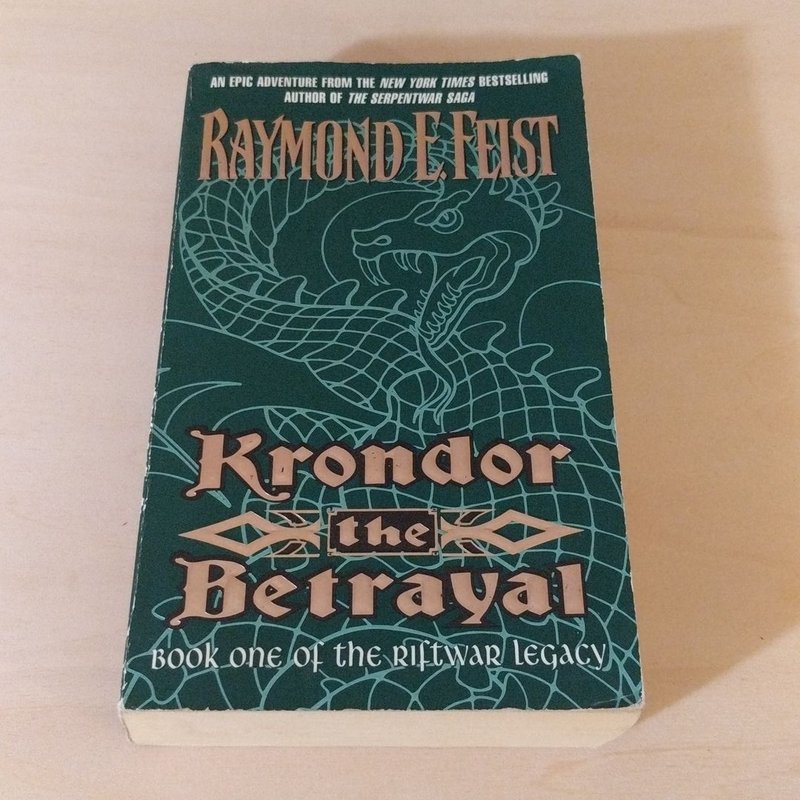 AN EPIC ADVENTURE FROM THE NEW YORK TIMES BESTSELLING
AUTHOR OF THE SERPENTWAR SAGA
RAYMOND E. FEIST
Krondor
the
Betrayal
BOOK ONE OF THE RIFTWAR LEGACY